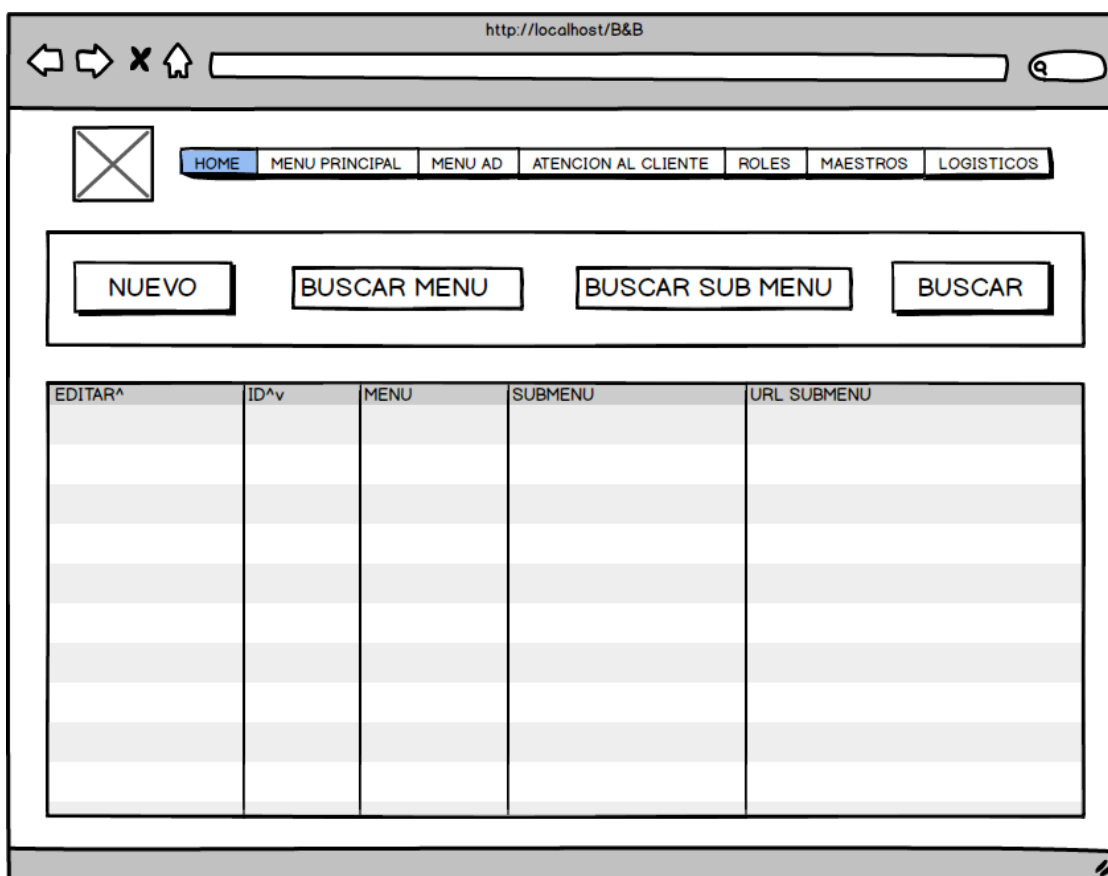 http://localhost/B&B
HOME MENU PRINCIPAL MENU AD ATENCION AL CLIENTE ROLES MAESTROS LOGISTICOS
NUEVO BUSCAR MENU BUSCAR SUB MENU BUSCAR
EDITAR^ ID^v MENU SUBMENU URL SUBMENU